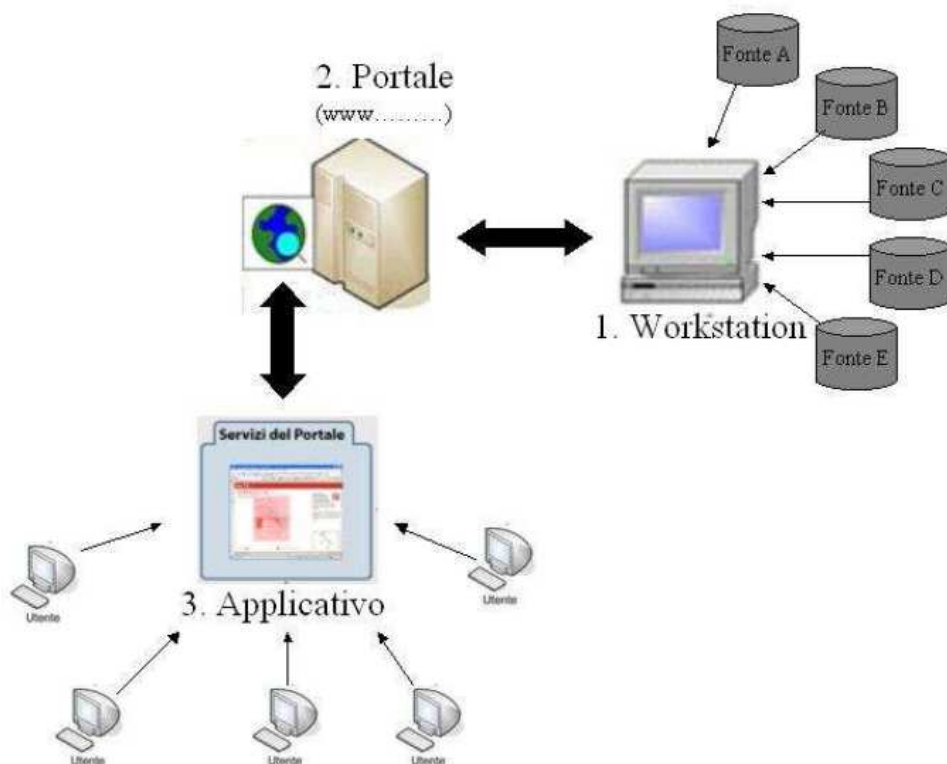 2. Portale
(www.........)
Fonte A
Fonte B
Fonte C
Fonte D
Fonte E
1. Workstation
Servizi del Portale
3. Applicativo
Utente
Utente
Utente
Utente
Utente